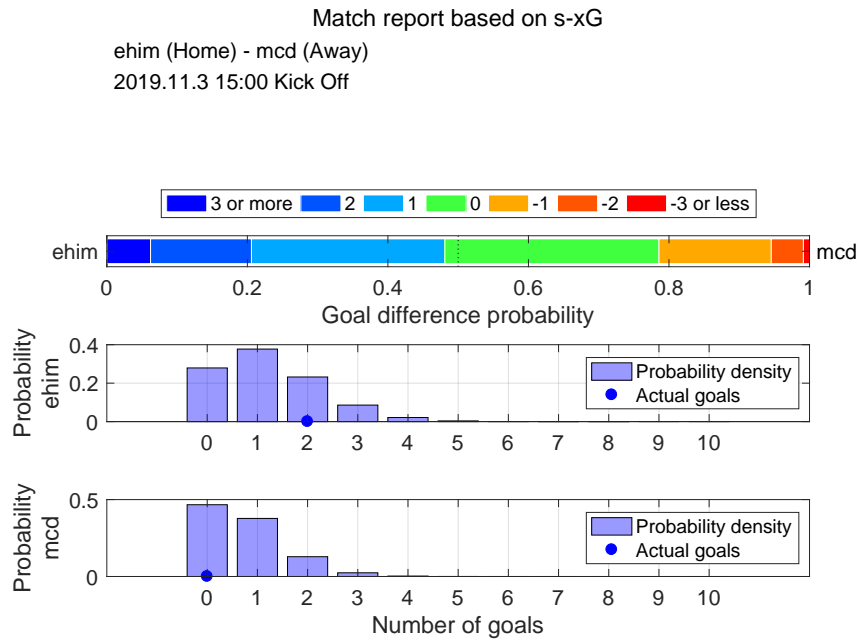 Match report based on s-xG
ehim (Home) - mcd (Away)
2019.11.3 15:00 Kick Off
3 or more 2 1 0 -1 -2 -3 or less
ehim mcd
0 0.2 0.4 0.6 0.8 1
Goal difference probability
Probability
ehim
0.4
0.2
0
Probability density
Actual goals
0 1 2 3 4 5 6 7 8 9 10
Probability
mcd
0.5
0
Probability density
Actual goals
0 1 2 3 4 5 6 7 8 9 10
Number of goals